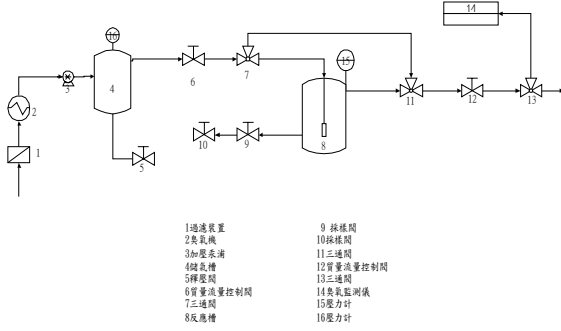 14
16
15
3
4
6
7
11
12
13
2
10
9
8
1
5
1過濾裝置
2臭氧機
3加壓泵浦
4儲氣槽
5釋壓閥
6質量流量控制閥
7三通閥
8反應槽
9 採樣閥
10採樣閥
11三通閥
12質量流量控制閥
13三通閥
14臭氧監測儀
15壓力計
16壓力計